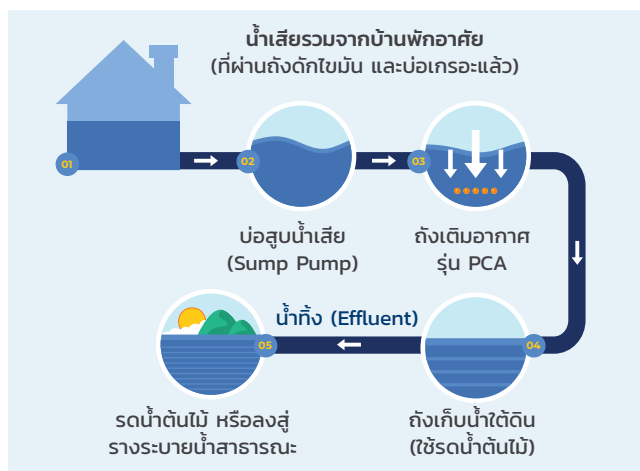 น้ำเสียรวมจากบ้านพักอาศัย
(ที่ผ่านถังดักไขมัน และบ่อเกรอะแล้ว)
01
02
03
บ่อสูบน้ำเสีย
(Sump Pump)
ถังเติมอากาศ
รุ่น PCA
น้ำทิ้ง (Effluent)
05
04
รดน้ำต้นไม้ หรือลงสู่
รางระบายน้ำสาธารณะ
ถังเก็บน้ำใต้ดิน
(ใช้รดน้ำต้นไม้)